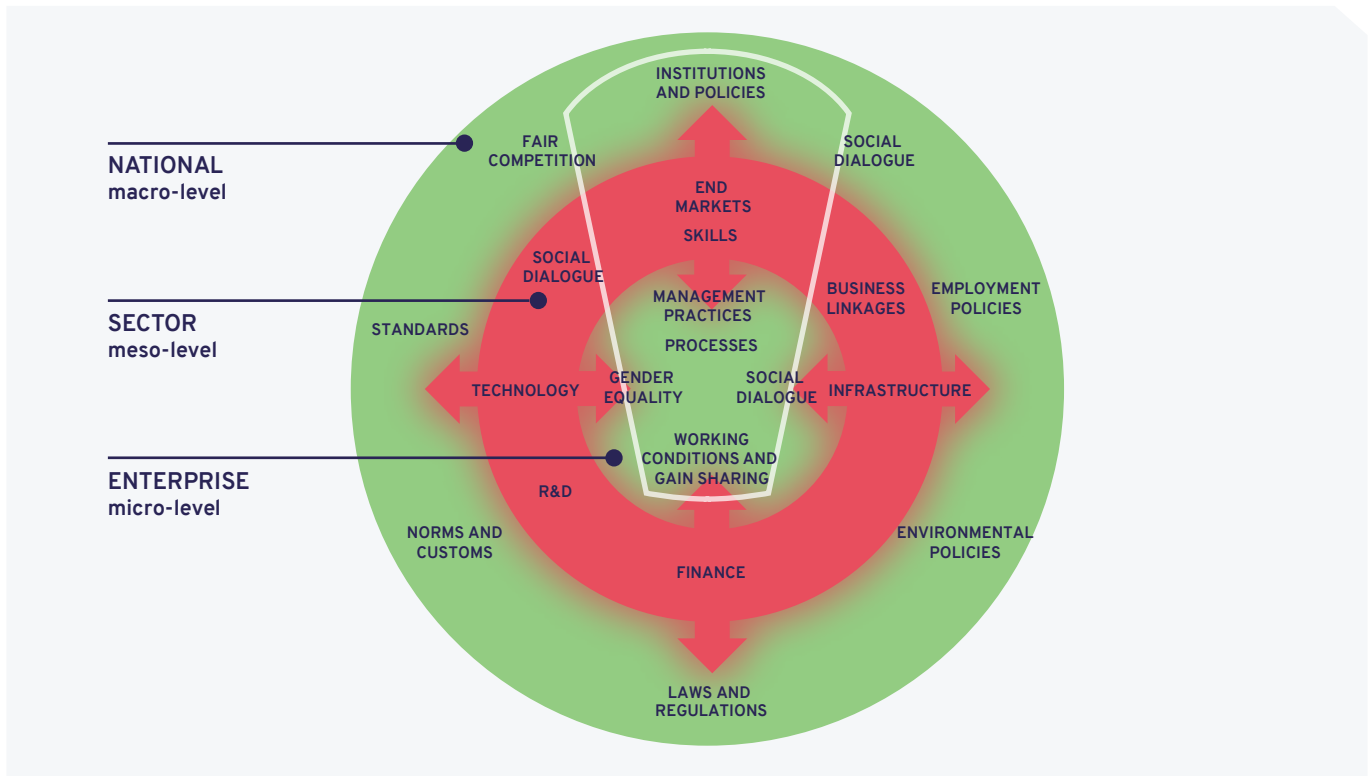 INSTITUTIONS
AND POLICIES
FAIR
COMPETITION
SOCIAL
DIALOGUE
NATIONAL
macro-level
END
MARKETS
SKILLS
SOCIAL
DIALOGUE
BUSINESS
LINKAGES
EMPLOYMENT
POLICIES
MANAGEMENT
PRACTICES
SECTOR
meso-level
STANDARDS
PROCESSES
TECHNOLOGY
GENDER
EQUALITY
SOCIAL
DIALOGUE
INFRASTRUCTURE
WORKING
CONDITIONS AND
GAIN SHARING
ENTERPRISE
micro-level
R&D
NORMS AND
CUSTOMS
ENVIRONMENTAL
POLICIES
FINANCE
LAWS AND
REGULATIONS